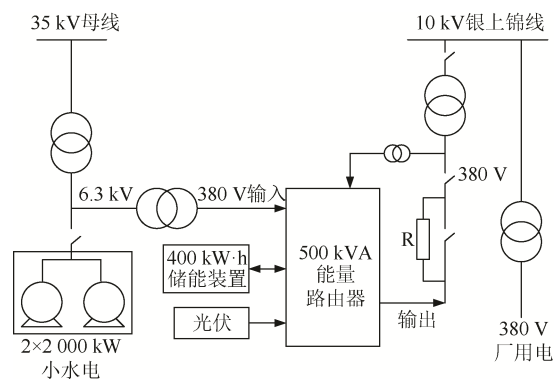 35 kV母线
10 kV银上锦线
6.3 kV
380 V输入
380 V
400 kW·h
储能装置
500 kVA
能量
路由器
R
光伏
输出
2×2 000 kW
小水电
380 V
厂用电